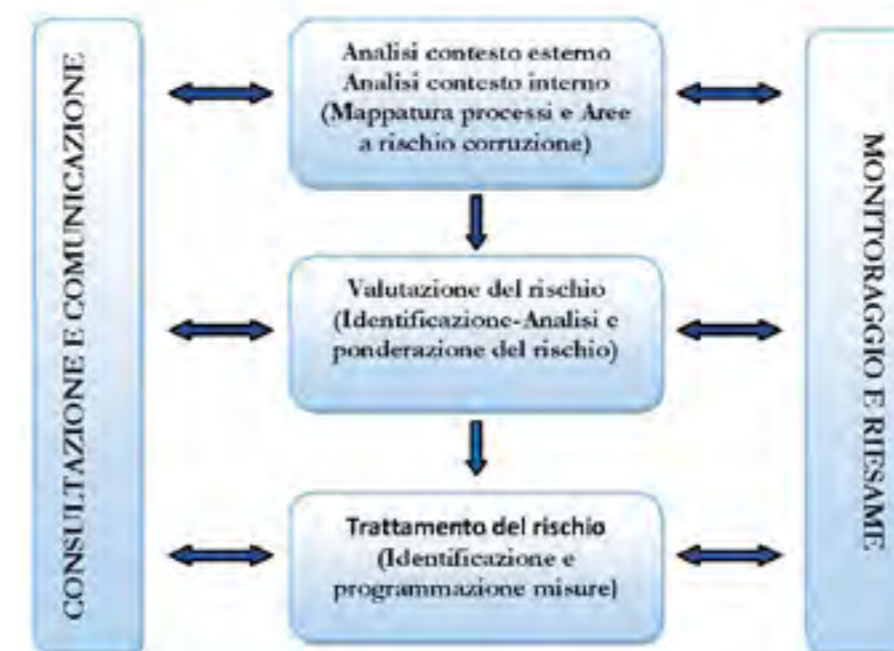 CONSULTAZIONE E COMUNICAZIONE
Analisi contesto esterno
Analisi contesto interno
(Mappatura processi e Aree
a rischio corruzione)
Valutazione del rischio
(Identificazione-Analisi e
ponderazione del rischio)
Trattamento del rischio
(Identificazione e
programmazione misure)
MONITORAGGIO E RIESAME